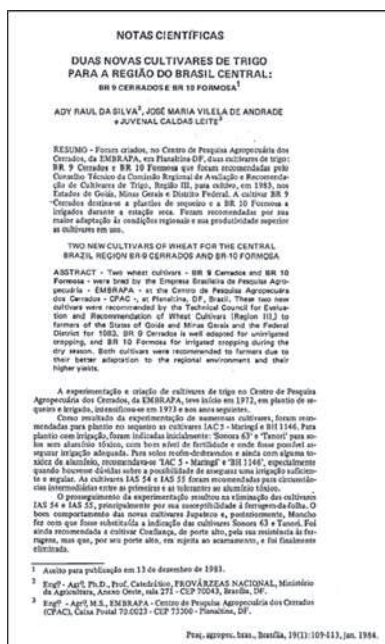 NOTAS CIENTÍFICAS
DUAS NOVAS CULTIVARES DE TRIGO
PARA A REGIÃO DO BRASIL CENTRAL:
BR 9 CERRADOS E BR 10 FORMOSA¹
ADY RAUL DA SILVA², JOSÉ MARIA VILELA DE ANDRADE
e JUVENAL CALDAS LEITE³
RESUMO - Foram criados, no Centro de Pesquisa Agropecuária dos
Cerrados, da EMBRAPA, em Planaltina-DF, duas cultivares de trigo:
BR 9 Cerrados e BR 10 Formosa que foram recomendadas pelo
Conselho Técnico da Comissão Regional de Avaliação e Recomenda-
ção de Cultivares de Trigo, Região III, para cultivo, em 1983, nos
Estados de Goiás, Minas Gerais e Distrito Federal. A cultivar BR 9
Cerrados destina-se a plantios de sequeiro e a BR 10 Formosa a
irrigados durante a estação seca. Foram recomendadas por sua
maior adaptação às condições regionais e sua produtividade superior
as cultivares em uso.
TWO NEW CULTIVARS OF WHEAT FOR THE CENTRAL
BRAZIL REGION BR 9 CERRADOS AND BR-10 FORMOSA
ABSTRACT - Two wheat cultivars - BR 9 Cerrados and BR 10
Formosa - were bred by the Empresa Brasileira de Pesquisa Agro-
pecuária - EMBRAPA - at the Centro de Pesquisa Agropecuária
dos Cerrados - CPAC -, at Planaltina, DF, Brazil. These two new
cultivars were recommended by the Technical Council for Evalua-
tion and Recommendation of Wheat Cultivars (Region III,) to
farmers of the States of Goiás and Minas Gerais and the Federal
District for 1983. BR 9 Cerrados is well adapted for unirrigated
cropping, and BR 10 Formosa for irrigated cropping during the
dry season. Both cultivars were recommended to farmers due to
their better adaptation to the regional environment and their
higher yields.
A experimentação e criação de cultivares de trigo no Centro de Pesquisa
Agropecuária dos Cerrados, da EMBRAPA, teve início em 1972, em plantio de se-
queiro e irrigado, intensificou-se em 1973 e nos anos seguintes.
Como resultado da experimentação de numerosas cultivares, foram reco-
mendadas para plantio no sequeiro as cultivares IAC 5 - Maringá e BH 1146. Para
plantio com irrigação, foram indicadas inicialmente: 'Sonora 63' e 'Tanori' para so-
los sem alumínio tóxico, com bom nível de fertilidade e onde fosse possível as-
segurar irrigação adequada. Para solos recém-desbravados e ainda com alguma to-
xidez de alumínio, recomendava-se 'IAC 5 - Maringá' e 'BH 1146', especialmente
quando houvesse dúvidas sobre a possibilidade de assegurar uma irrigação suficien-
te e regular. As cultivares IAS 54 e IAS 55 foram recomendadas para circunstân-
cias intermediárias entre as primeiras e as tolerantes ao alumínio tóxico.
O prosseguimento da experimentação resultou na eliminação das cultivares
IAS 54 e IAS 55, principalmente por sua susceptibilidade à ferrugem-da-folha. O
bom comportamento das novas cultivares Jupateco e, posteriormente, Moncho
fez com que fosse substituída a indicação das cultivares Sonora 63 e Tanori. Foi
ainda recomendada a cultivar Confiança, de porte alto, pela sua resistência às fer-
rugens, mas que, por seu porte alto, era sujeita ao acamamento, e foi finalmente
eliminada.
1 Aceito para publicação em 13 de dezembro de 1983.
2 Engº - Agrº, Ph.D., Prof. Catedrático, PROVÁRZEAS NACIONAL, Ministério
da Agricultura, Anexo Oeste, sala 271 - CEP 70043, Brasília, DF.
3 Engº - Agrº, M.S., EMBRAPA - Centro de Pesquisa Agropecuária dos Cerrados
(CPAC), Caixa Postal 70.0023 - CEP 73300 - Planaltina, DF.
Pesq. agropec. bras., Brasília, 19(1):109-113, jan. 1984.